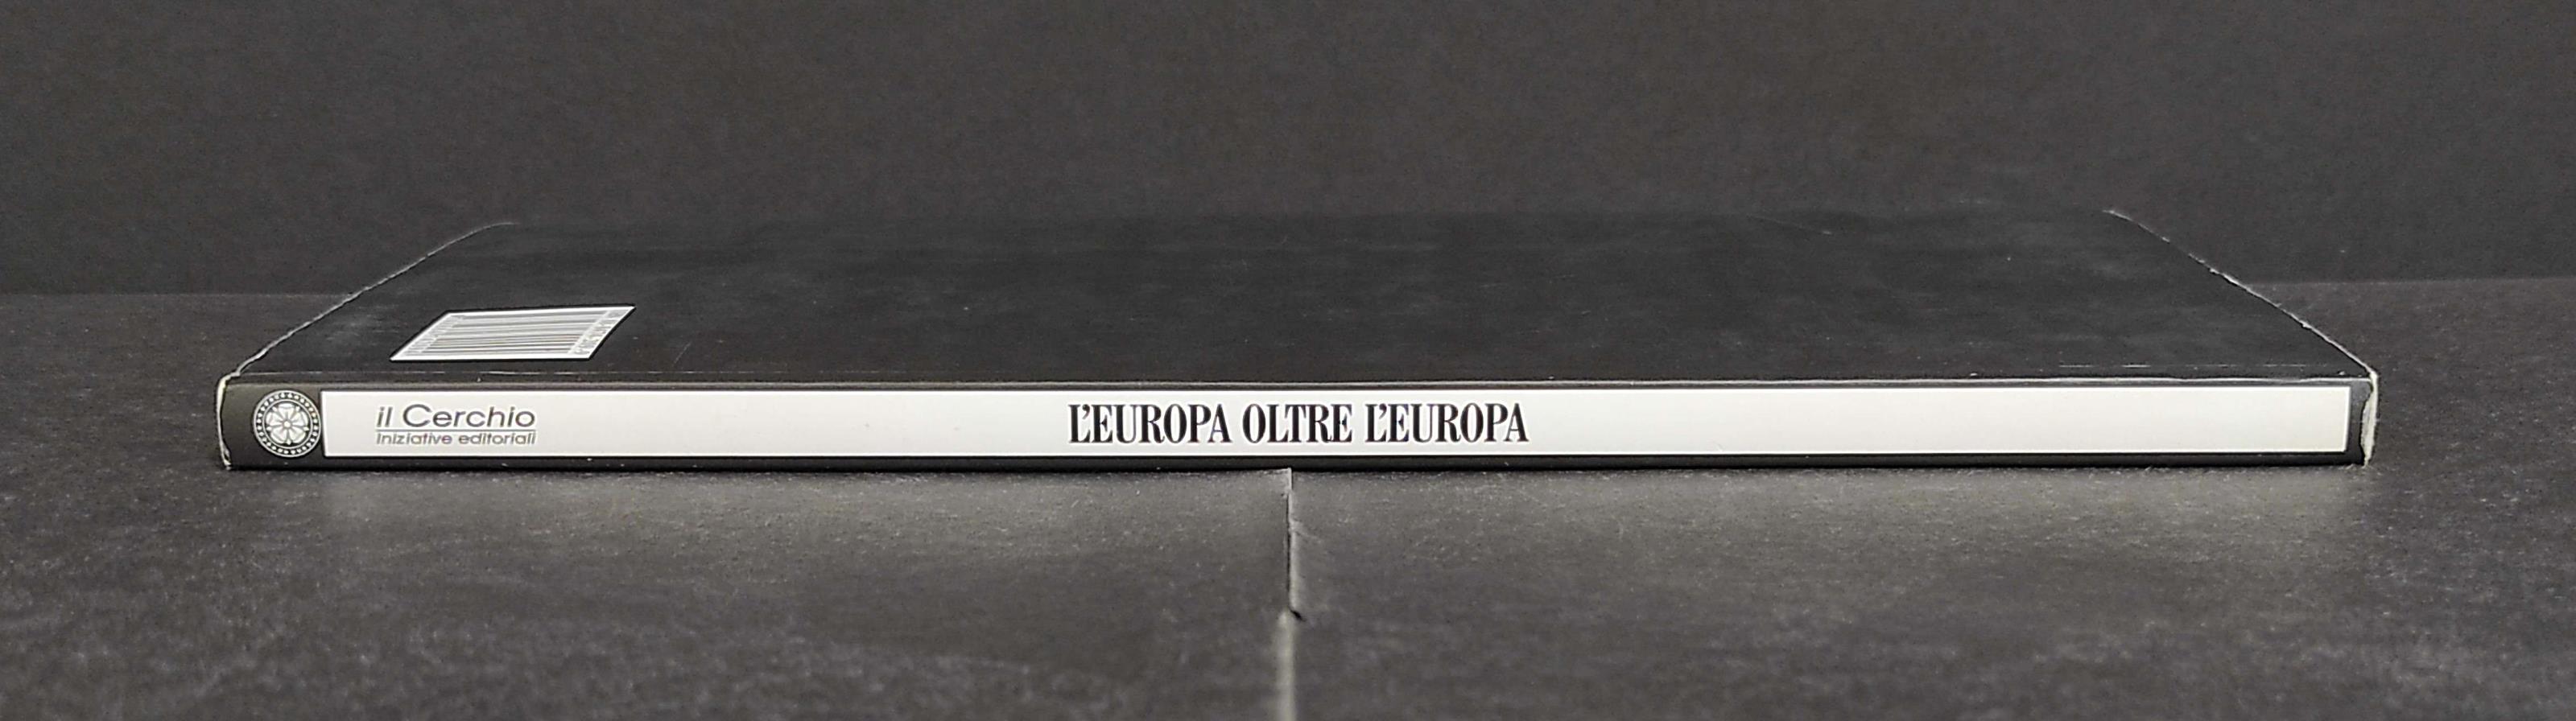 il Cerchio
Iniziative editoriali
L'EUROPA OLTRE L'EUROPA